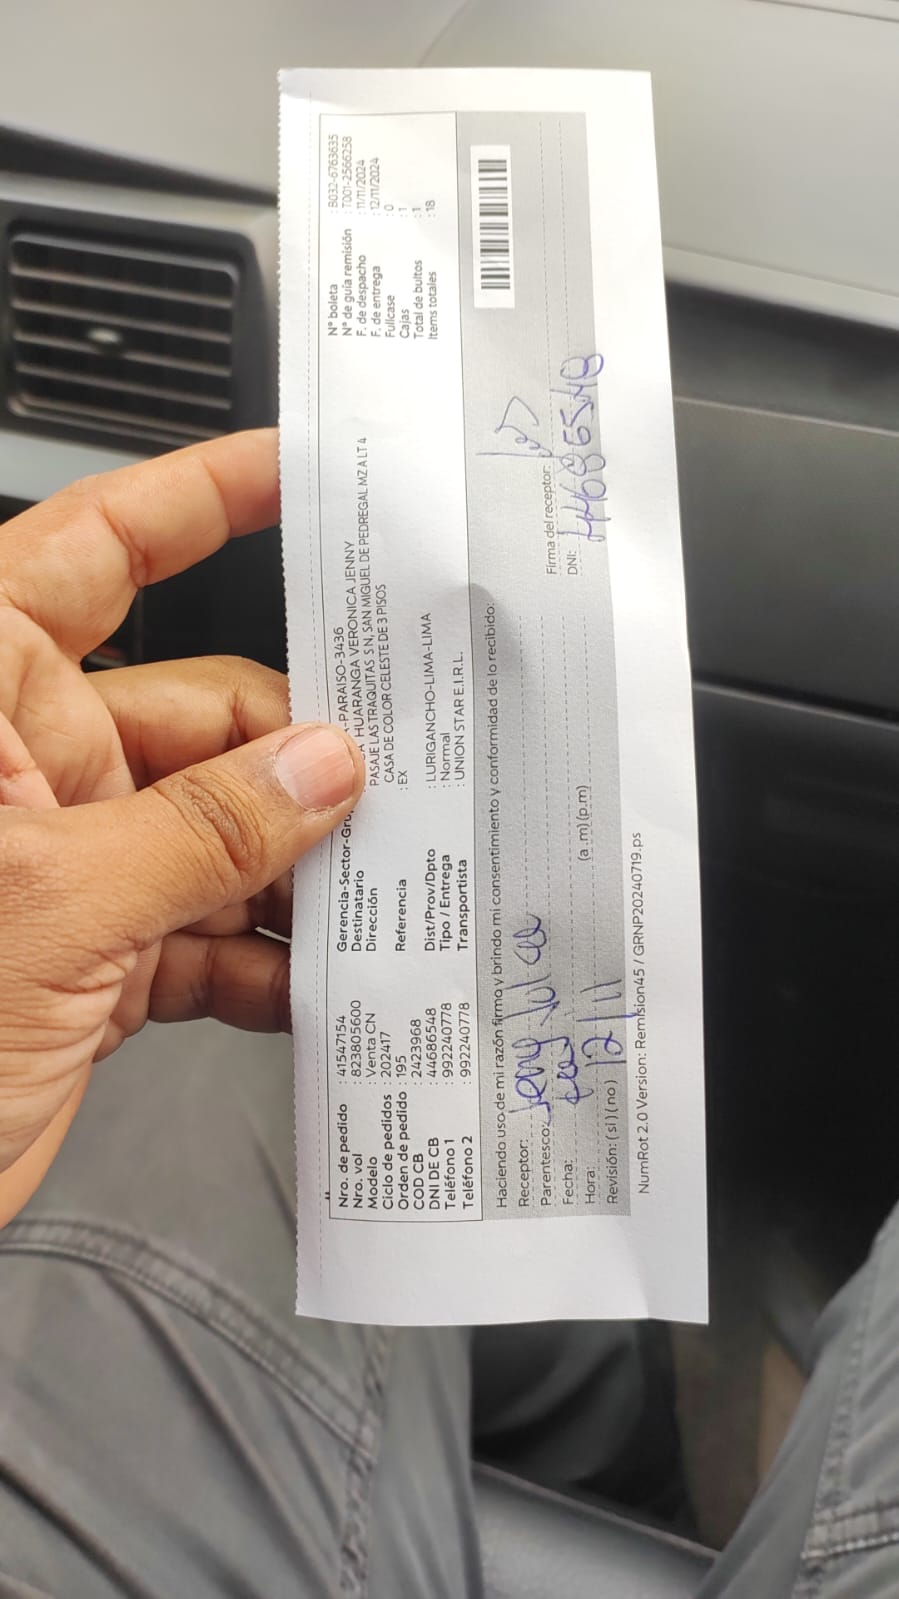 Nro. de pedido : 41547154
Nro. vol : 823805600
Modelo : Venta CN
Ciclo de pedidos : 202417
Orden de pedido : 195
COD CB : 2423968
DNI DE CB : 44686548
Teléfono 1 : 992240778
Teléfono 2 : 992240778
Gerencia-Sector-Gru -PARAISO-3436
Destinatario HUARANGA VERONICA JENNY
Dirección PASAJE LAS TRAQUITAS S N, SAN MIGUEL DE PEDREGAL MZ A LT 4
CASA DE COLOR CELESTE DE 3 PISOS
Referencia : EX
Dist/Prov/Dpto : LURIGANCHO-LIMA-LIMA
Tipo / Entrega : Normal
Transportista : UNION STAR E.I.R.L.
N° boleta : B032-6763635
N° de guía remisión : T001-2566258
F. de despacho : 11/11/2024
F. de entrega : 12/11/2024
Fullcase : 0
Cajas : 1
Total de bultos : 1
Items totales : 18
Haciendo uso de mi razón firmo y brindo mi consentimiento y conformidad de lo recibido:
Receptor:
Parentesco:
Fecha:
Hora: 12/11 (a.m)(p.m)
Revisión: (si) (no)
Firma del receptor:
DNI: 44686548
NumRot 2.0 Version: Remision45 / GRNP20240719.ps